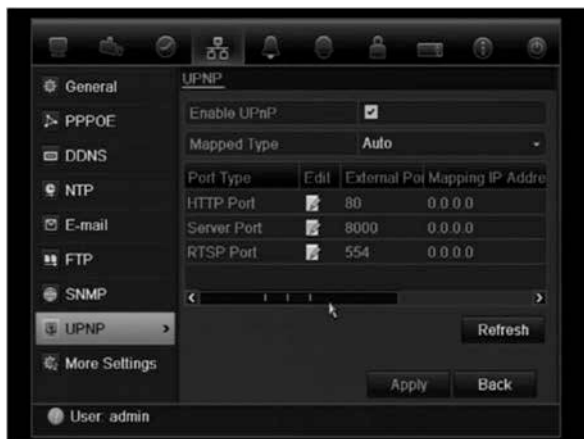 UPNP
General
PPPOE
DDNS
NTP
E-mail
FTP
SNMP
UPNP
More Settings
Enable UPnP
Mapped Type Auto
Port Type Edit External Por Mapping IP Addre
HTTP Port 80 0.0.0.0
Server Port 8000 0.0.0.0
RTSP Port 554 0.0.0.0
Refresh
Apply Back
User: admin